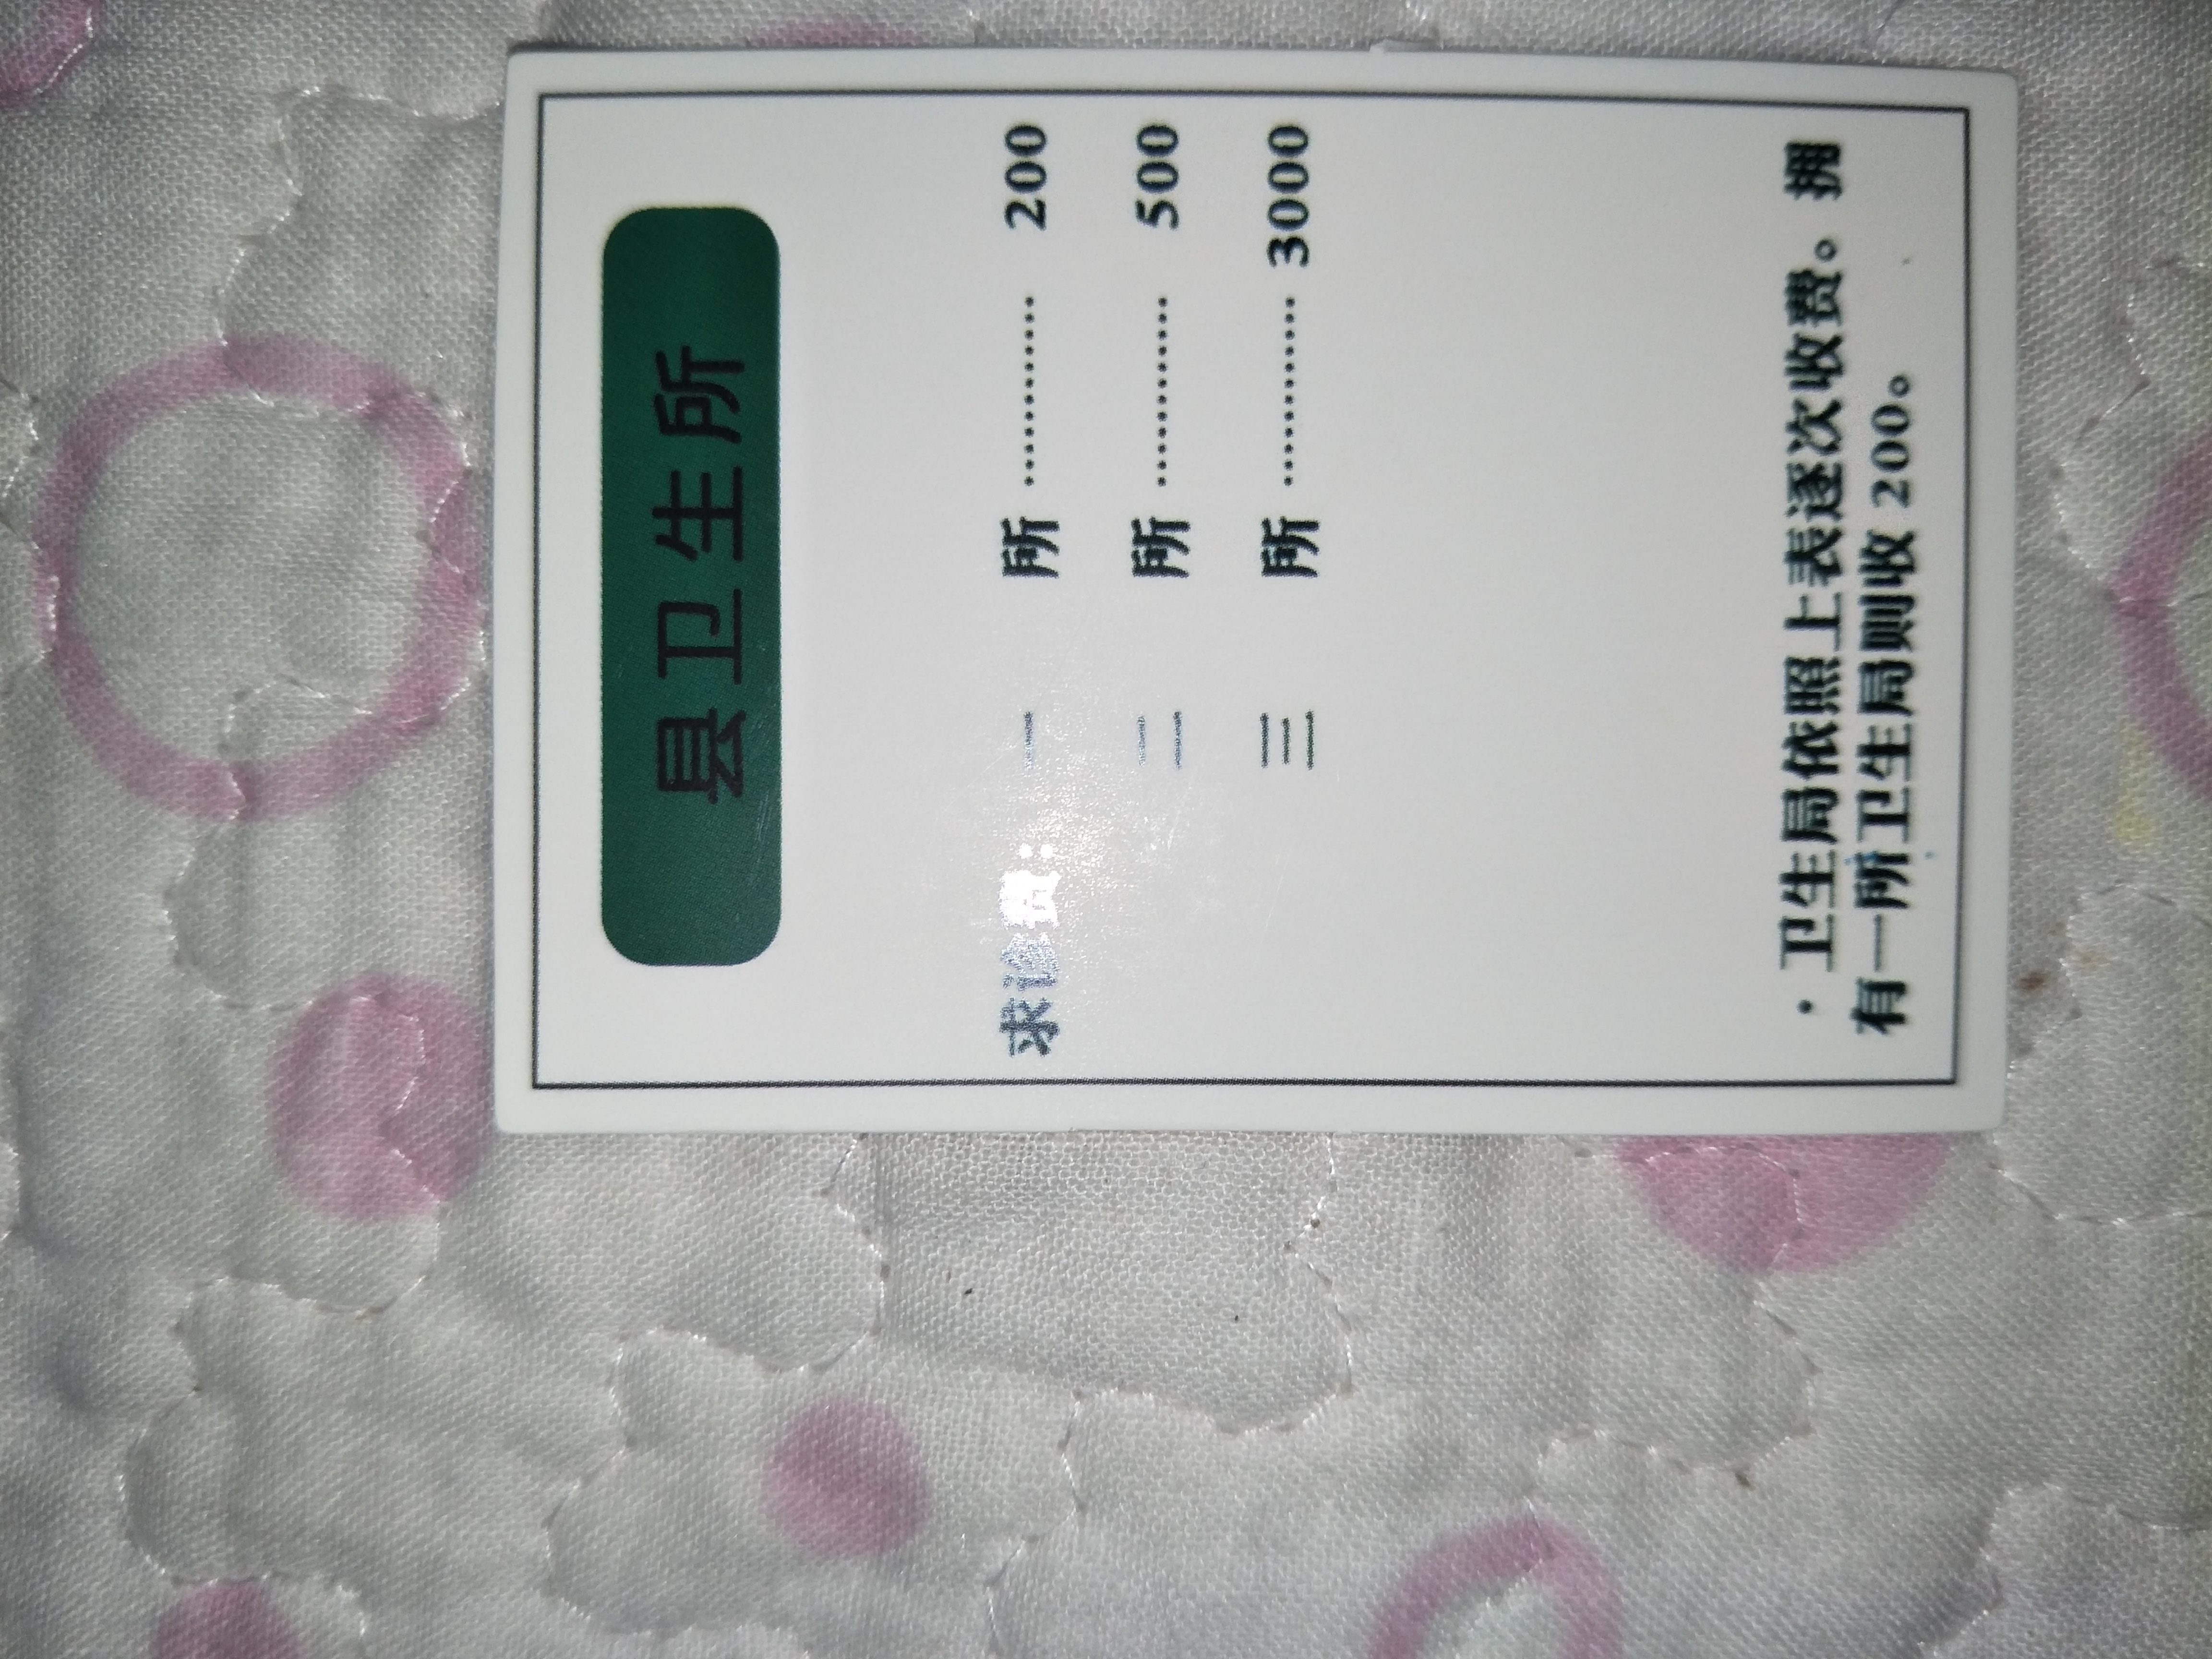 县卫生所
求诊费: 一 所 ………… 200
二 所 ………… 500
三 所 ………… 3000
· 卫生局依照上表逐次收费。拥
有一所卫生局则收 200。